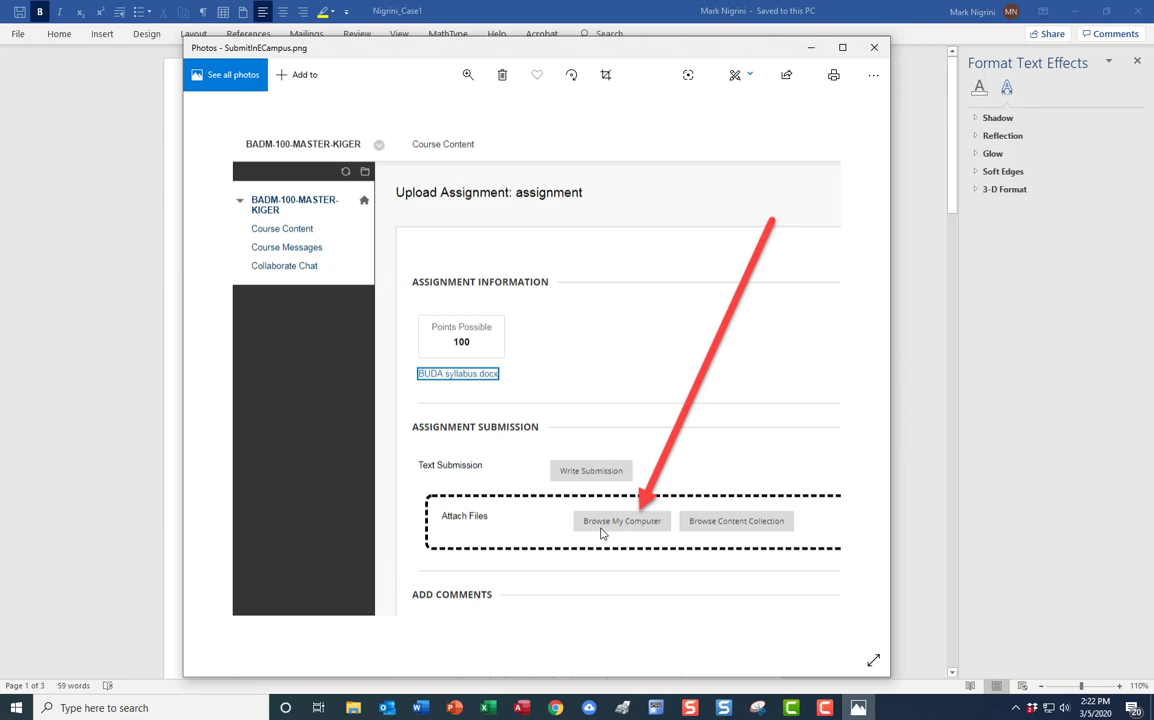 Nigrini_Case1
Mark Nigrini - Saved to this PC
Mark Nigrini
MN
File
Home
Insert
Design
Layout
References
Mailings
Review
View
MathType
Help
Acrobat
Search
Share
Comments
Photos - SubmitInECampus.png
See all photos
Add to
BADM-100-MASTER-KIGER
Course Content
BADM-100-MASTER-
KIGER
Course Content
Course Messages
Collaborate Chat
Upload Assignment: assignment
ASSIGNMENT INFORMATION
Points Possible
100
BUDA syllabus.docx
ASSIGNMENT SUBMISSION
Text Submission
Write Submission
Attach Files
Browse My Computer
Browse Content Collection
ADD COMMENTS
Format Text Effects
Shadow
Reflection
Glow
Soft Edges
3-D Format
Page 1 of 3
59 words
110%
Type here to search
2:22 PM
3/5/2020
20